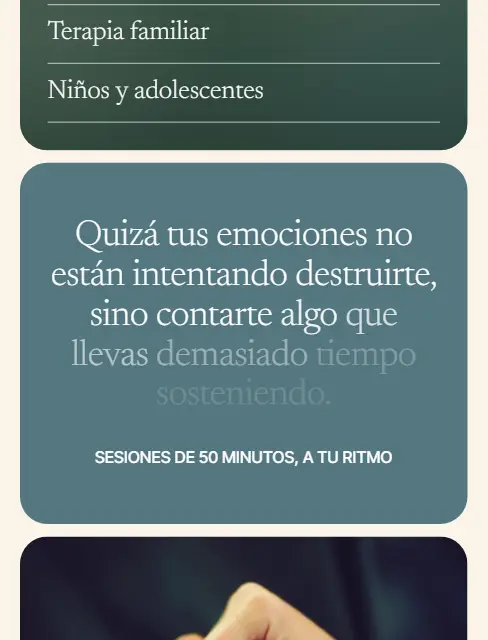 Terapia familiar
Niños y adolescentes
Quizá tus emociones no
están intentando destruirte,
sino contarte algo que
llevas demasiado tiempo
sosteniendo.
SESIONES DE 50 MINUTOS, A TU RITMO